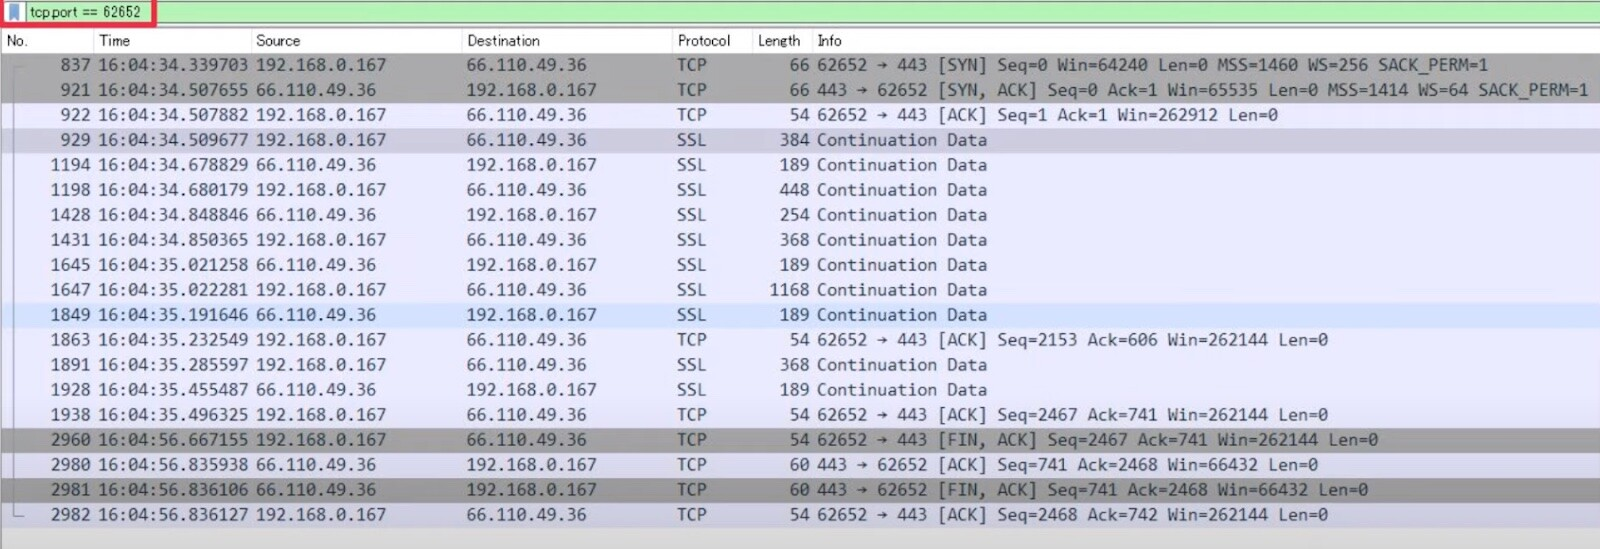 tcp.port == 62652
No. Time Source Destination Protocol Length Info
837 16:04:34.339703 192.168.0.167 66.110.49.36 TCP 66 62652 → 443 [SYN] Seq=0 Win=64240 Len=0 MSS=1460 WS=256 SACK_PERM=1
921 16:04:34.507655 66.110.49.36 192.168.0.167 TCP 66 443 → 62652 [SYN, ACK] Seq=0 Ack=1 Win=65535 Len=0 MSS=1414 WS=64 SACK_PERM=1
922 16:04:34.507882 192.168.0.167 66.110.49.36 TCP 54 62652 → 443 [ACK] Seq=1 Ack=1 Win=262912 Len=0
929 16:04:34.509677 192.168.0.167 66.110.49.36 SSL 384 Continuation Data
1194 16:04:34.678829 66.110.49.36 192.168.0.167 SSL 189 Continuation Data
1198 16:04:34.680179 192.168.0.167 66.110.49.36 SSL 448 Continuation Data
1428 16:04:34.848846 66.110.49.36 192.168.0.167 SSL 254 Continuation Data
1431 16:04:34.850365 192.168.0.167 66.110.49.36 SSL 368 Continuation Data
1645 16:04:35.021258 66.110.49.36 192.168.0.167 SSL 189 Continuation Data
1647 16:04:35.022281 192.168.0.167 66.110.49.36 SSL 1168 Continuation Data
1849 16:04:35.191646 66.110.49.36 192.168.0.167 SSL 189 Continuation Data
1863 16:04:35.232549 192.168.0.167 66.110.49.36 TCP 54 62652 → 443 [ACK] Seq=2153 Ack=606 Win=262144 Len=0
1891 16:04:35.285597 192.168.0.167 66.110.49.36 SSL 368 Continuation Data
1928 16:04:35.455487 66.110.49.36 192.168.0.167 SSL 189 Continuation Data
1938 16:04:35.496325 192.168.0.167 66.110.49.36 TCP 54 62652 → 443 [ACK] Seq=2467 Ack=741 Win=262144 Len=0
2960 16:04:56.667155 192.168.0.167 66.110.49.36 TCP 54 62652 → 443 [FIN, ACK] Seq=2467 Ack=741 Win=262144 Len=0
2980 16:04:56.835938 66.110.49.36 192.168.0.167 TCP 60 443 → 62652 [ACK] Seq=741 Ack=2468 Win=66432 Len=0
2981 16:04:56.836106 66.110.49.36 192.168.0.167 TCP 60 443 → 62652 [FIN, ACK] Seq=741 Ack=2468 Win=66432 Len=0
2982 16:04:56.836127 192.168.0.167 66.110.49.36 TCP 54 62652 → 443 [ACK] Seq=2468 Ack=742 Win=262144 Len=0